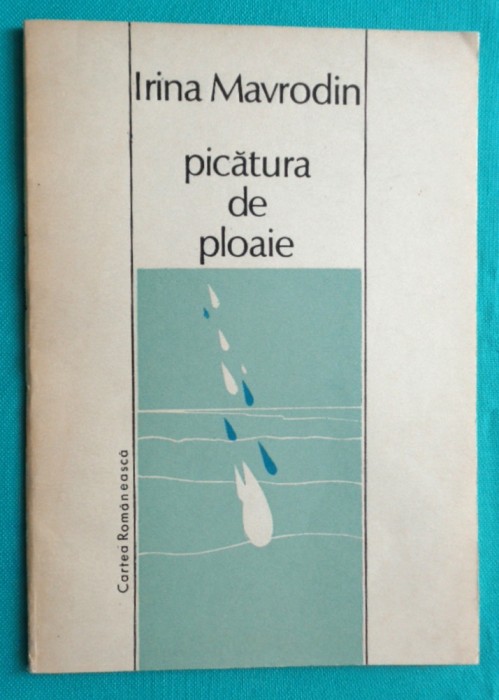 Irina Mavrodin
picătura
de
ploaie
Cartea Românească